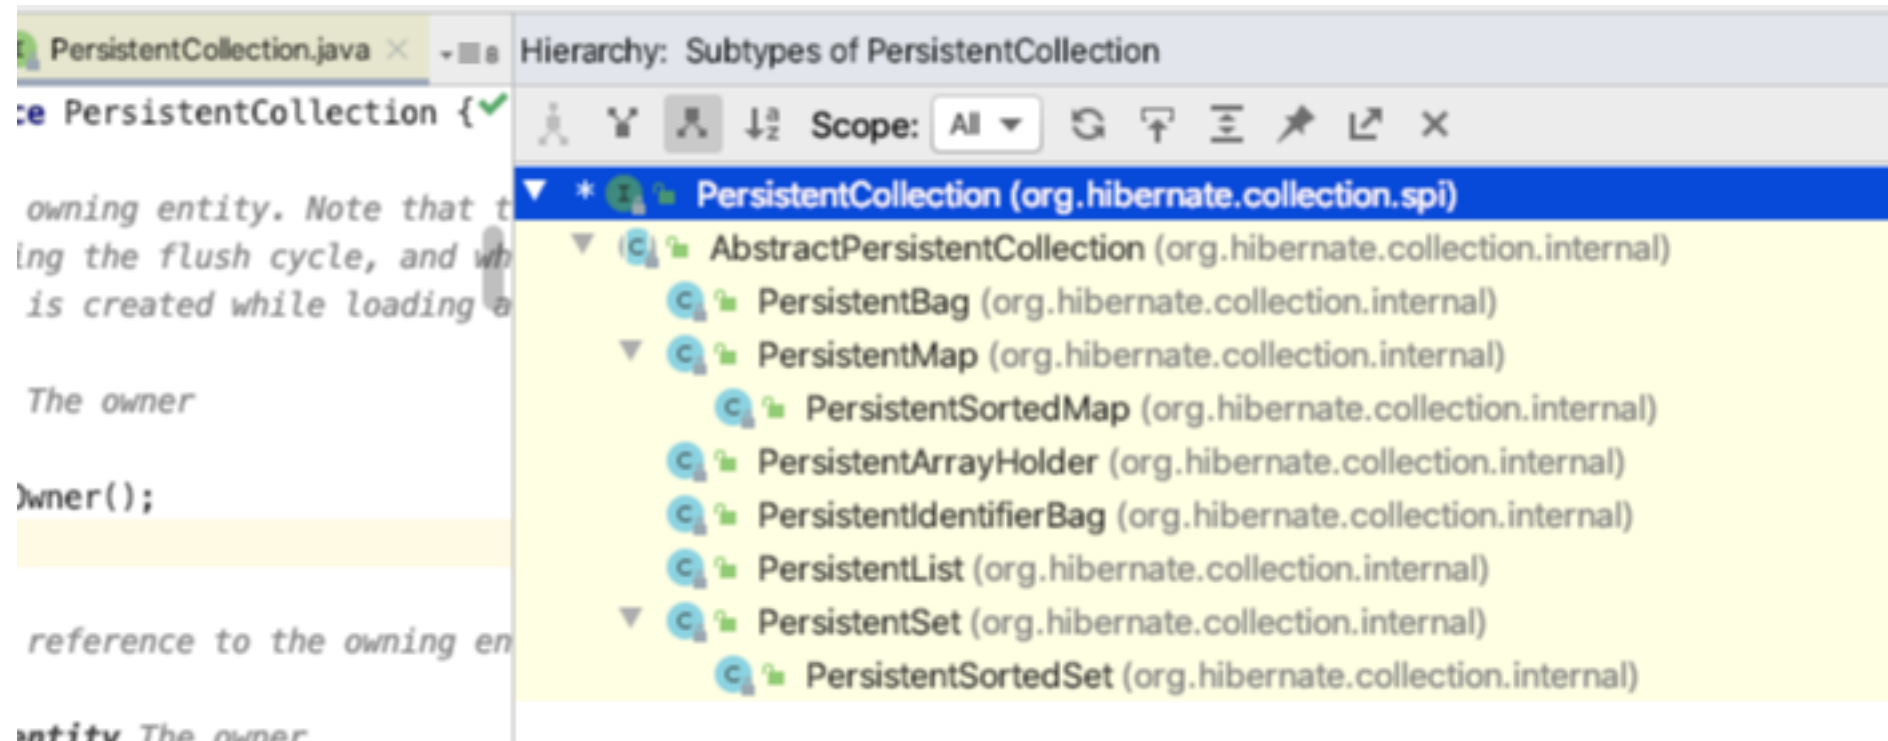 PersistentCollection.java
8
ce PersistentCollection {
owning entity. Note that t
ing the flush cycle, and wh
is created while loading a
The owner
Owner();
reference to the owning en
entity The owner
Hierarchy: Subtypes of PersistentCollection
Scope: All
* PersistentCollection (org.hibernate.collection.spi)
AbstractPersistentCollection (org.hibernate.collection.internal)
PersistentBag (org.hibernate.collection.internal)
PersistentMap (org.hibernate.collection.internal)
PersistentSortedMap (org.hibernate.collection.internal)
PersistentArrayHolder (org.hibernate.collection.internal)
PersistentIdentifierBag (org.hibernate.collection.internal)
PersistentList (org.hibernate.collection.internal)
PersistentSet (org.hibernate.collection.internal)
PersistentSortedSet (org.hibernate.collection.internal)